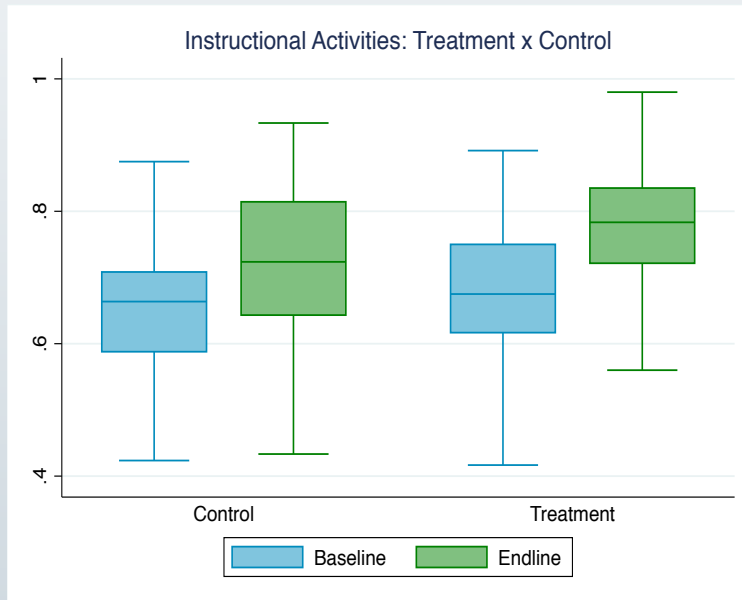 Instructional Activities: Treatment x Control
1
.8
.6
.4
Control Treatment
Baseline Endline